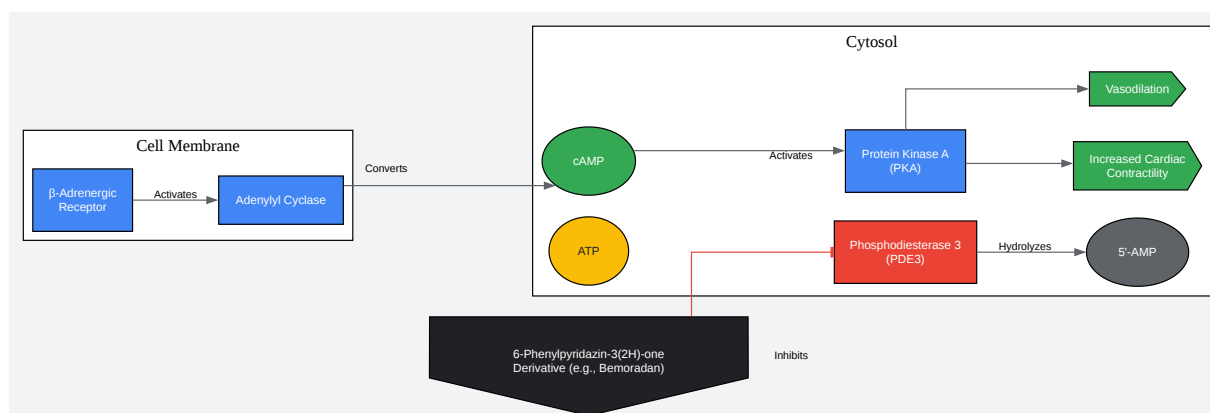 Cell Membrane
β-Adrenergic
Receptor
Activates
Adenylyl Cyclase
Converts
Cytosol
cAMP
Activates
Protein Kinase A
(PKA)
Vasodilation
Increased Cardiac
Contractility
ATP
Phosphodiesterase 3
(PDE3)
Hydrolyzes
5'-AMP
6-Phenylpyridazin-3(2H)-one
Derivative (e.g., Bemoradan)
Inhibits